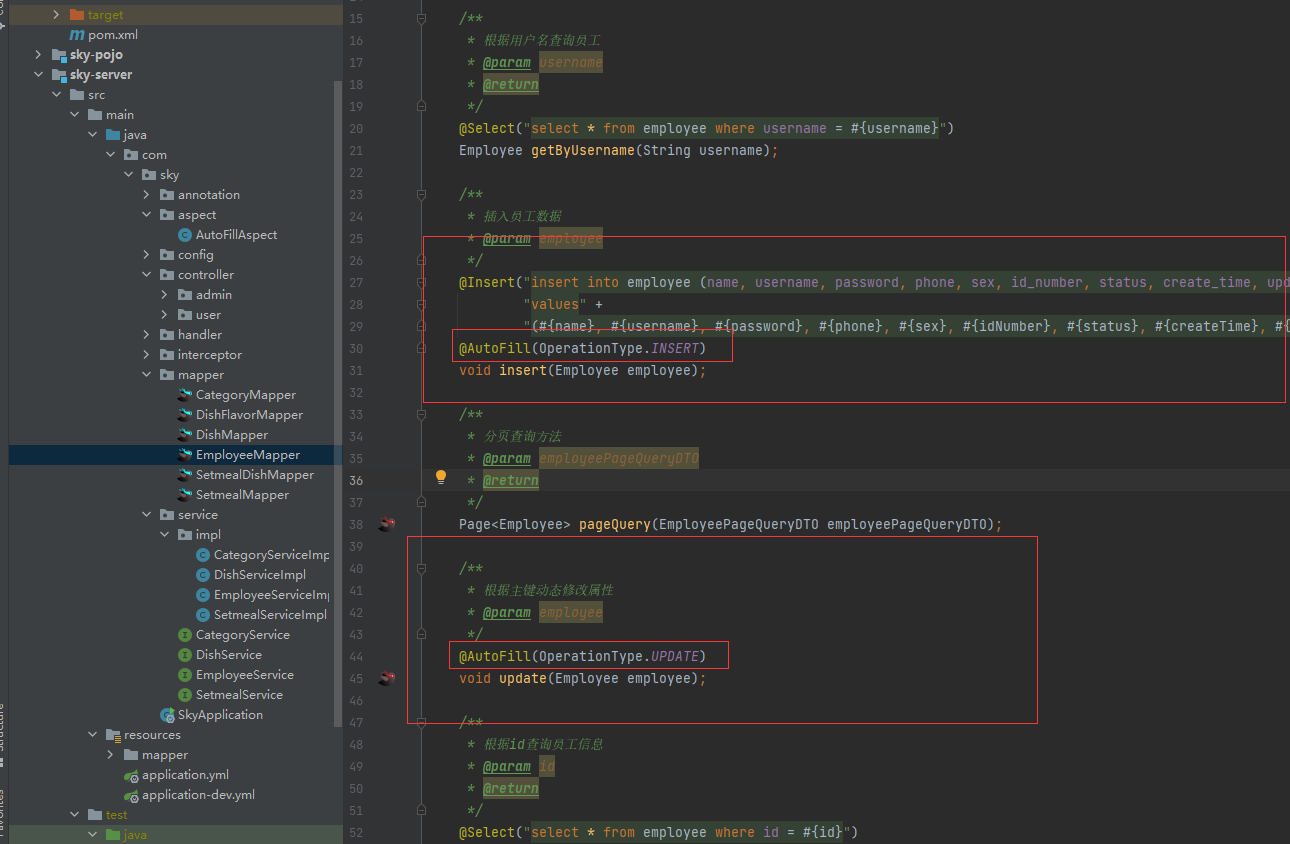 target
pom.xml
sky-pojo
sky-server
src
main
java
com
sky
annotation
aspect
AutoFillAspect
config
controller
admin
user
handler
interceptor
mapper
CategoryMapper
DishFlavorMapper
DishMapper
EmployeeMapper
SetmealDishMapper
SetmealMapper
service
impl
CategoryServiceImp
DishServiceImpl
EmployeeServiceImp
SetmealServiceImpl
CategoryService
DishService
EmployeeService
SetmealService
SkyApplication
resources
mapper
application.yml
application-dev.yml
test
java
15 /**
16 * 根据用户名查询员工
17 * @param username
18 * @return
19 */
20 @Select("select * from employee where username = #{username}")
21 Employee getByUsername(String username);
22
23 /**
24 * 插入员工数据
25 * @param employee
26 */
27 @Insert("insert into employee (name, username, password, phone, sex, id_number, status, create_time, upd
28 "values" +
29 "(#{name}, #{username}, #{password}, #{phone}, #{sex}, #{idNumber}, #{status}, #{createTime}, #{
30 @AutoFill(OperationType.INSERT)
31 void insert(Employee employee);
32
33 /**
34 * 分页查询方法
35 * @param employeePageQueryDTO
36 * @return
37 */
38 Page<Employee> pageQuery(EmployeePageQueryDTO employeePageQueryDTO);
39
40 /**
41 * 根据主键动态修改属性
42 * @param employee
43 */
44 @AutoFill(OperationType.UPDATE)
45 void update(Employee employee);
46
47 /**
48 * 根据id查询员工信息
49 * @param id
50 * @return
51 */
52 @Select("select * from employee where id = #{id}")